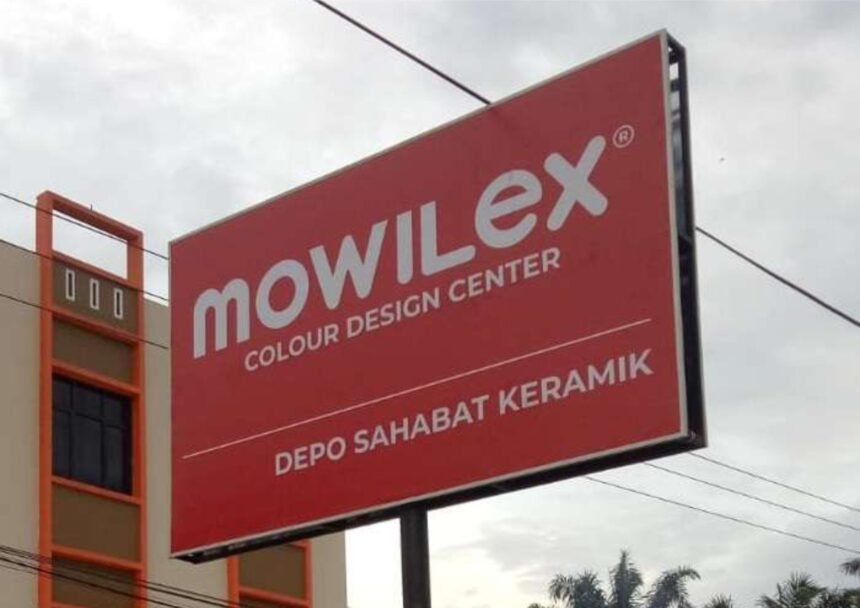 mowilex®
COLOUR DESIGN CENTER
DEPO SAHABAT KERAMIK